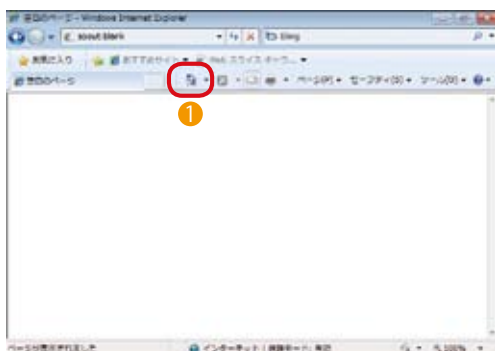 空白のページ - Windows Internet Explorer
about:blank
Bing
お気に入り
おすすめサイト
Web スライス ギャラ...
空白のページ
ページ(P)
セーフティ(S)
ツール(O)
1
ページが表示されました
インターネット | 保護モード: 有効
100%